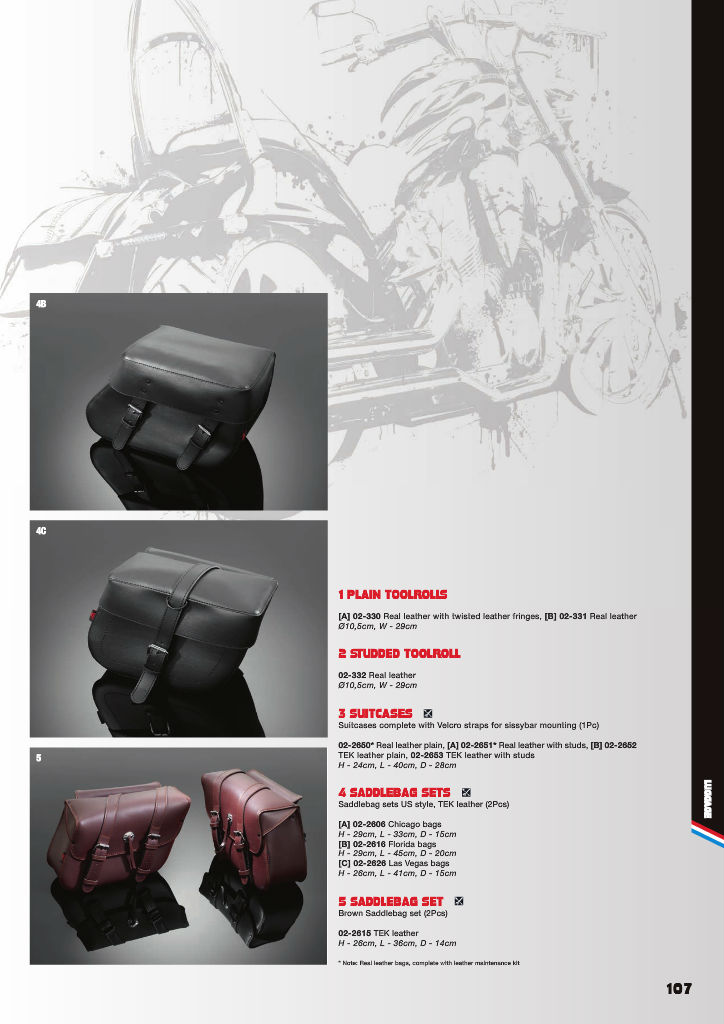 4B
4C
5
1 PLAIN TOOLROLLS
[A] 02-330 Real leather with twisted leather fringes, [B] 02-331 Real leather
Ø10,5cm, W - 29cm
2 STUDDED TOOLROLL
02-332 Real leather
Ø10,5cm, W - 29cm
3 SUITCASES
Suitcases complete with Velcro straps for sissybar mounting (1Pc)
02-2650* Real leather plain, [A] 02-2651* Real leather with studs, [B] 02-2652
TEK leather plain, 02-2653 TEK leather with studs
H - 24cm, L - 40cm, D - 28cm
4 SADDLEBAG SETS
Saddlebag sets US style, TEK leather (2Pcs)
[A] 02-2606 Chicago bags
H - 29cm, L - 33cm, D - 15cm
[B] 02-2616 Florida bags
H - 29cm, L - 45cm, D - 20cm
[C] 02-2626 Las Vegas bags
H - 26cm, L - 41cm, D - 15cm
5 SADDLEBAG SET
Brown Saddlebag set (2Pcs)
02-2615 TEK leather
H - 26cm, L - 36cm, D - 14cm
* Note: Real leather bags, complete with leather maintenance kit
LUGGAGE
107